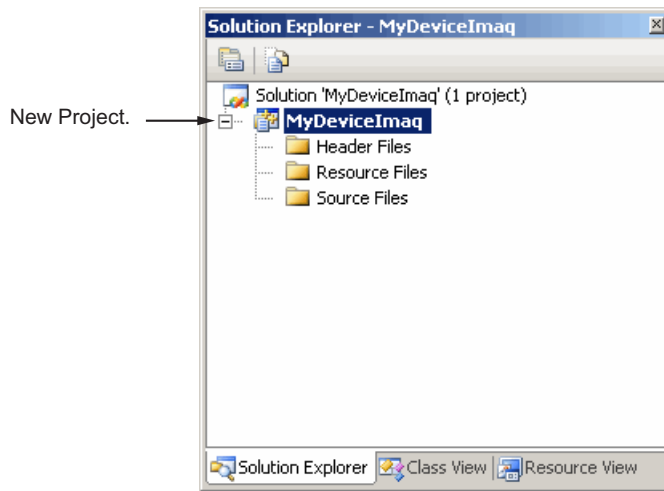 Solution Explorer - MyDeviceImaq
Solution 'MyDeviceImaq' (1 project)
New Project.
MyDeviceImaq
Header Files
Resource Files
Source Files
Solution Explorer Class View Resource View